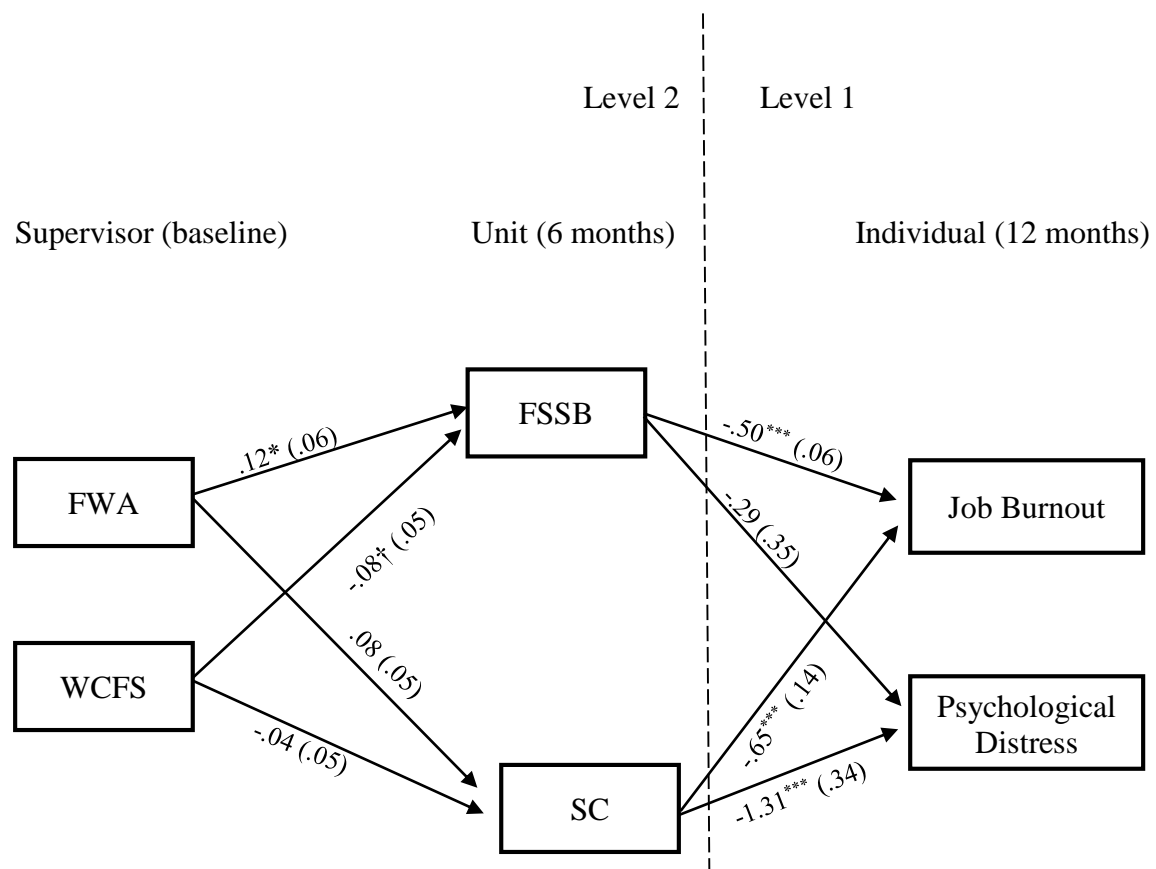 Level 2
Level 1
Supervisor (baseline)
Unit (6 months)
Individual (12 months)
FSSB
.12* (.06)
-.50*** (.06)
FWA
Job Burnout
-.08† (.05)
-.29 (.35)
.08 (.05)
WCFS
-.04 (.05)
-.65*** (.14)
Psychological
Distress
SC
-1.31*** (.34)